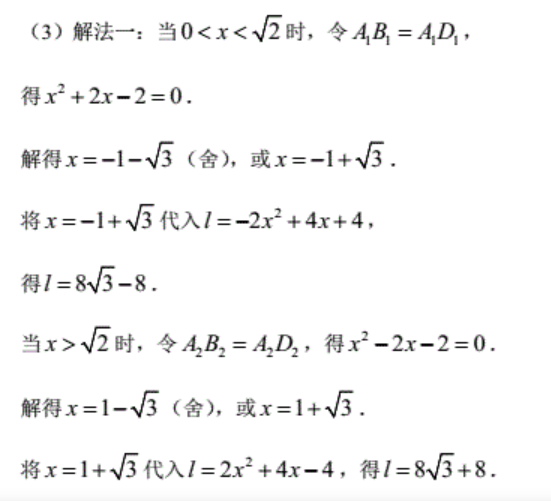 （3）解法一：当0<x<√2时，令A₁B₁=A₁D₁，
得x²+2x−2=0．
解得x=−1−√3（舍），或x=−1+√3．
将x=−1+√3代入l=−2x²+4x+4，
得l=8√3−8．
当x>√2时，令A₂B₂=A₂D₂，得x²−2x−2=0．
解得x=1−√3（舍），或x=1+√3．
将x=1+√3代入l=2x²+4x−4，得l=8√3+8．